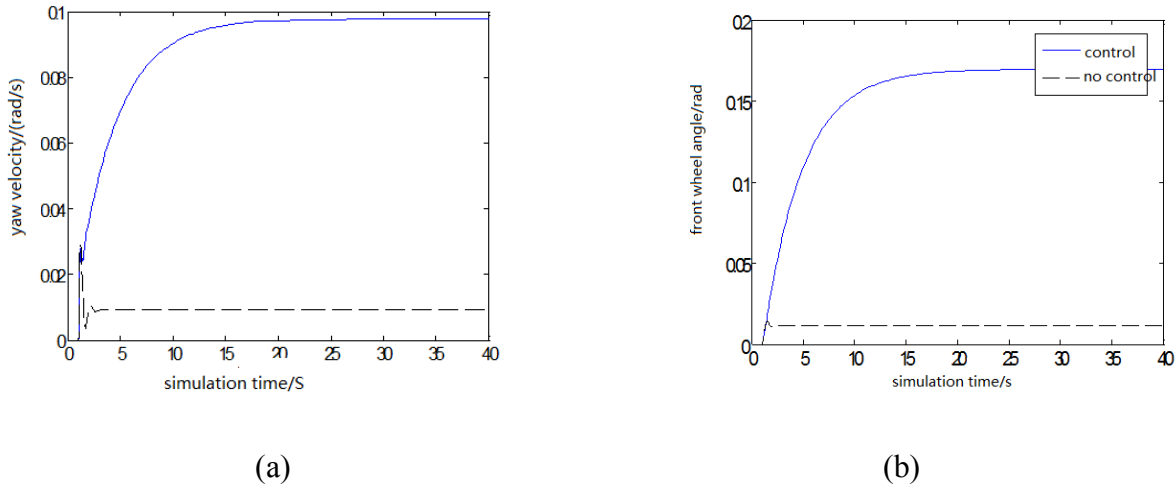 0.1
0.08
0.06
0.04
0.02
0
yaw velocity/(rad/s)
0 5 10 15 20 25 30 35 40
simulation time/S
(a)
0.2
0.15
0.1
0.05
0
front wheel angle/rad
control
no control
0 5 10 15 20 25 30 35 40
simulation time/s
(b)